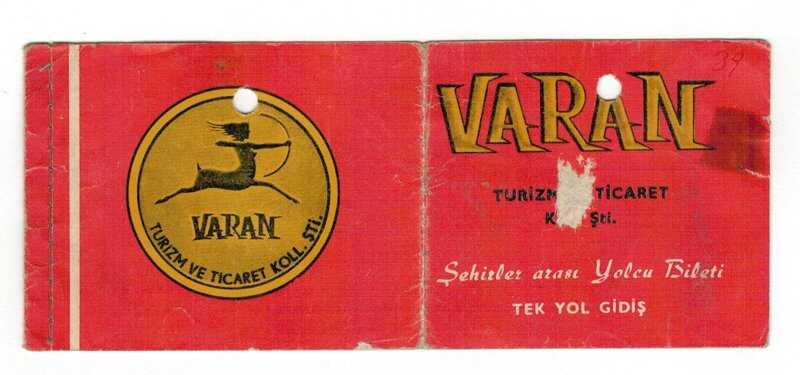 VARAN
TURİZM VE TİCARET KOLL. ŞTİ.
39
VARAN
TURİZM TİCARET
Şti.
Şehirler arası Yolcu Bileti
TEK YOL GİDİŞ